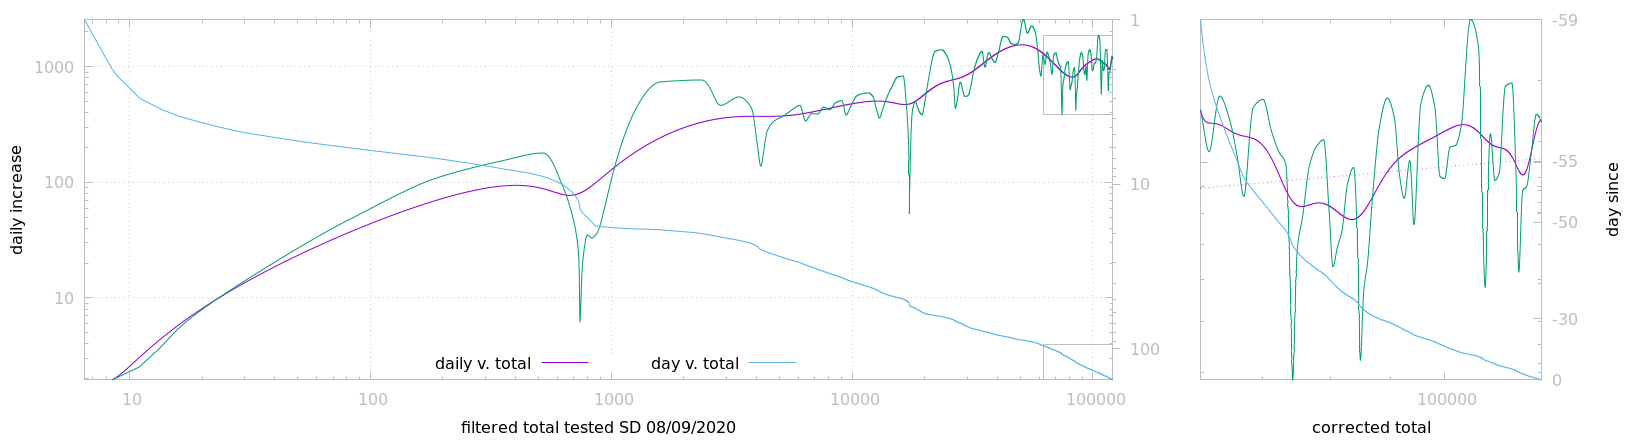 daily increase
1000
100
10
10
100
1000
10000
100000
1
10
100
daily v. total
day v. total
filtered total tested SD 08/09/2020
-59
-55
-50
-30
0
100000
day since
corrected total